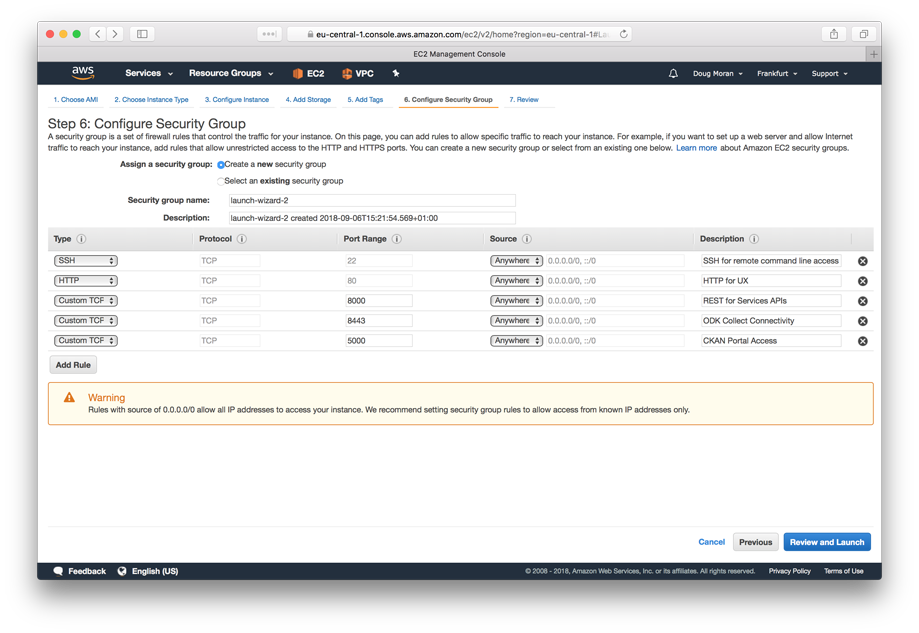 eu-central-1.console.aws.amazon.com/ec2/v2/home?region=eu-central-1#La
EC2 Management Console
aws Services Resource Groups EC2 VPC Doug Moran Frankfurt Support
1. Choose AMI 2. Choose Instance Type 3. Configure Instance 4. Add Storage 5. Add Tags 6. Configure Security Group 7. Review
Step 6: Configure Security Group
A security group is a set of firewall rules that control the traffic for your instance. On this page, you can add rules to allow specific traffic to reach your instance. For example, if you want to set up a web server and allow Internet
traffic to reach your instance, add rules that allow unrestricted access to the HTTP and HTTPS ports. You can create a new security group or select from an existing one below. Learn more about Amazon EC2 security groups.
Assign a security group: Create a new security group
Select an existing security group
Security group name: launch-wizard-2
Description: launch-wizard-2 created 2018-09-06T15:21:54.569+01:00
Type Protocol Port Range Source Description
SSH TCP 22 Anywhere 0.0.0.0/0, ::/0 SSH for remote command line access
HTTP TCP 80 Anywhere 0.0.0.0/0, ::/0 HTTP for UX
Custom TCF TCP 8000 Anywhere 0.0.0.0/0, ::/0 REST for Services APIs
Custom TCF TCP 8443 Anywhere 0.0.0.0/0, ::/0 ODK Collect Connectivity
Custom TCF TCP 5000 Anywhere 0.0.0.0/0, ::/0 CKAN Portal Access
Add Rule
Warning
Rules with source of 0.0.0.0/0 allow all IP addresses to access your instance. We recommend setting security group rules to allow access from known IP addresses only.
Cancel Previous Review and Launch
Feedback English (US) © 2008 - 2018, Amazon Web Services, Inc. or its affiliates. All rights reserved. Privacy Policy Terms of Use